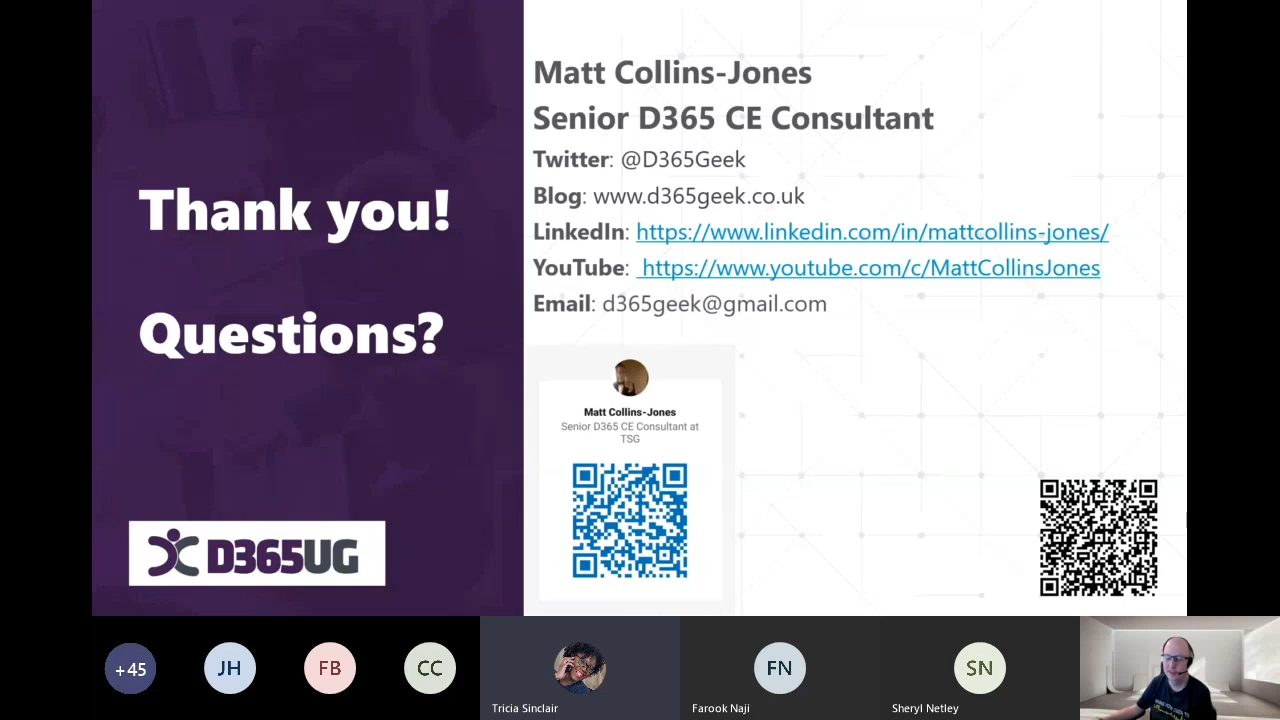 Thank you!
Questions?
D365UG
Matt Collins-Jones
Senior D365 CE Consultant
Twitter: @D365Geek
Blog: www.d365geek.co.uk
LinkedIn: https://www.linkedin.com/in/mattcollins-jones/
YouTube: https://www.youtube.com/c/MattCollinsJones
Email: d365geek@gmail.com
Matt Collins-Jones
Senior D365 CE Consultant at
TSG
+45
JH
FB
CC
Tricia Sinclair
FN
Farook Naji
SN
Sheryl Netley